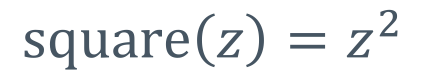 square(z) = z²